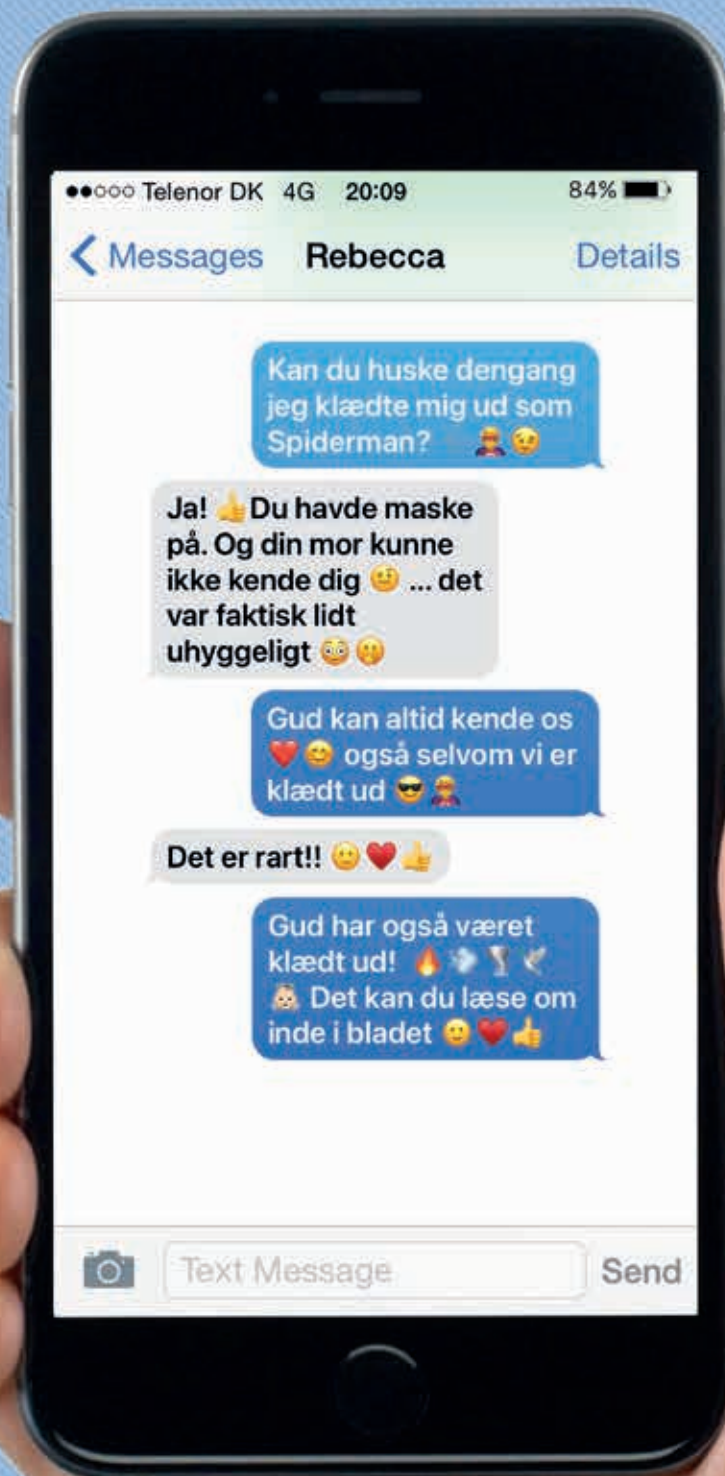 ●●○○○ Telenor DK 4G 20:09 84%
Messages Rebecca Details
Kan du huske dengang
jeg klædte mig ud som
Spiderman? 🦸😉
Ja! 👍 Du havde maske
på. Og din mor kunne
ikke kende dig 🤨 ... det
var faktisk lidt
uhyggeligt 😳🤭
Gud kan altid kende os
❤️😊 også selvom vi er
klædt ud 😎🦸
Det er rart!! 🙂❤️👍
Gud har også været
klædt ud! 🔥💨🕊️
👶🏻 Det kan du læse om
inde i bladet 🙂❤️👍
Text Message Send